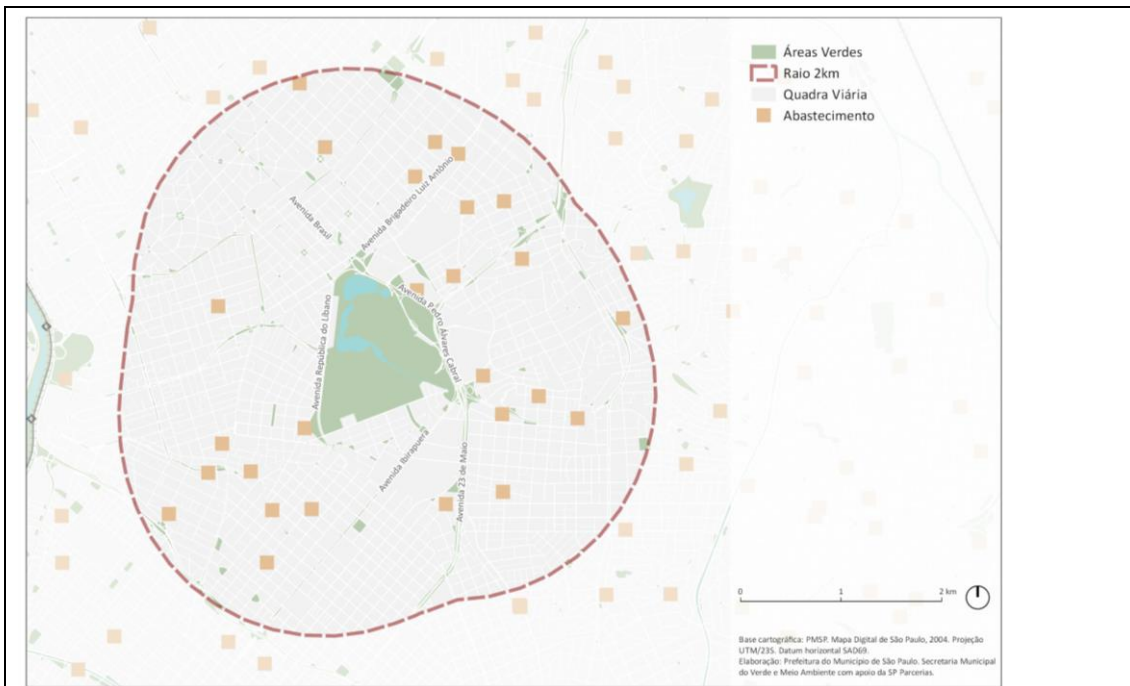 Áreas Verdes
Raio 2km
Quadra Viária
Abastecimento
Avenida Brasil
Avenida Brigadeiro Luiz Antônio
Avenida República do Líbano
Avenida Pedro Álvares Cabral
Avenida Ibirapuera
Avenida 23 de Maio
0 1 2 km
Base cartográfica: PMSP. Mapa Digital de São Paulo, 2004. Projeção
UTM/23S. Datum horizontal SAD69.
Elaboração: Prefeitura do Município de São Paulo. Secretaria Municipal
do Verde e Meio Ambiente com apoio da SP Parcerias.